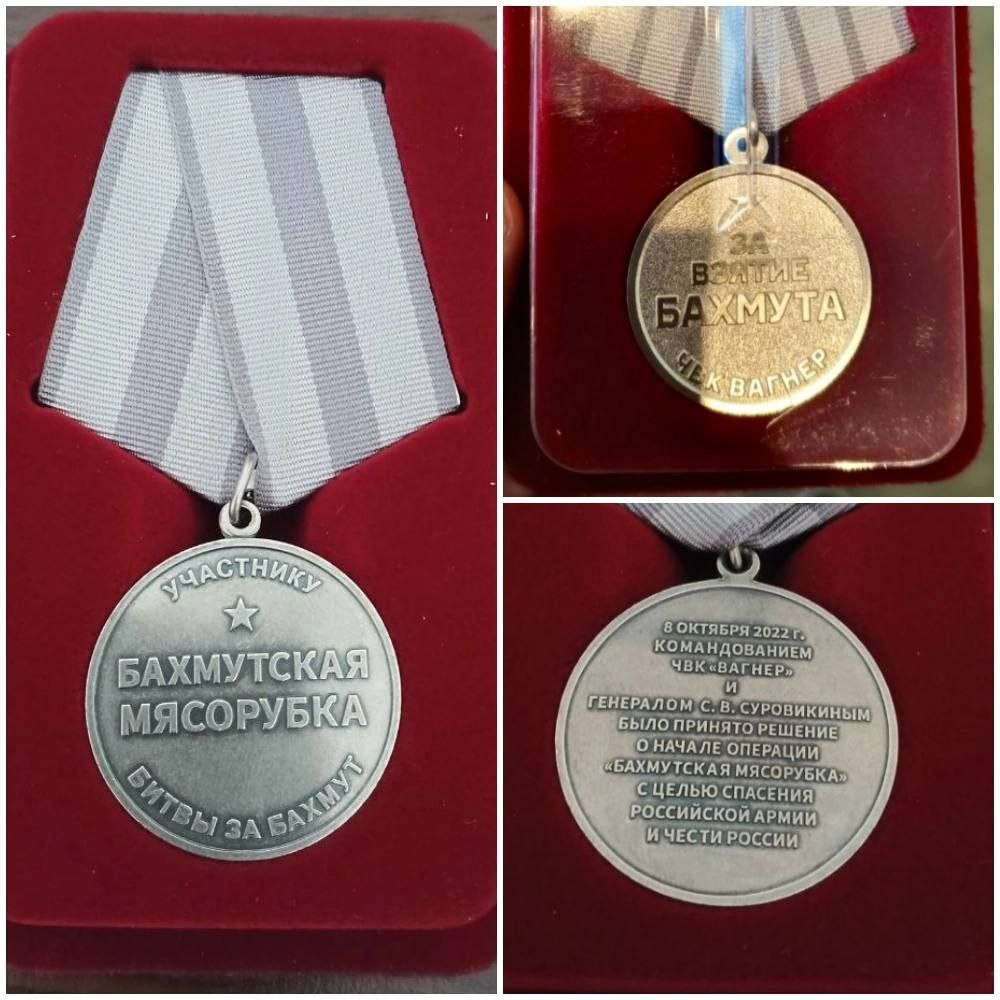 УЧАСТНИКУ
БАХМУТСКАЯ
МЯСОРУБКА
БИТВЫ ЗА БАХМУТ
ЗА
ВЗЯТИЕ
БАХМУТА
ЧВК ВАГНЕР
8 ОКТЯБРЯ 2022 г.
КОМАНДОВАНИЕМ
ЧВК «ВАГНЕР»
И
ГЕНЕРАЛОМ С. В. СУРОВИКИНЫМ
БЫЛО ПРИНЯТО РЕШЕНИЕ
О НАЧАЛЕ ОПЕРАЦИИ
«БАХМУТСКАЯ МЯСОРУБКА»
С ЦЕЛЬЮ СПАСЕНИЯ
РОССИЙСКОЙ АРМИИ
И ЧЕСТИ РОССИИ